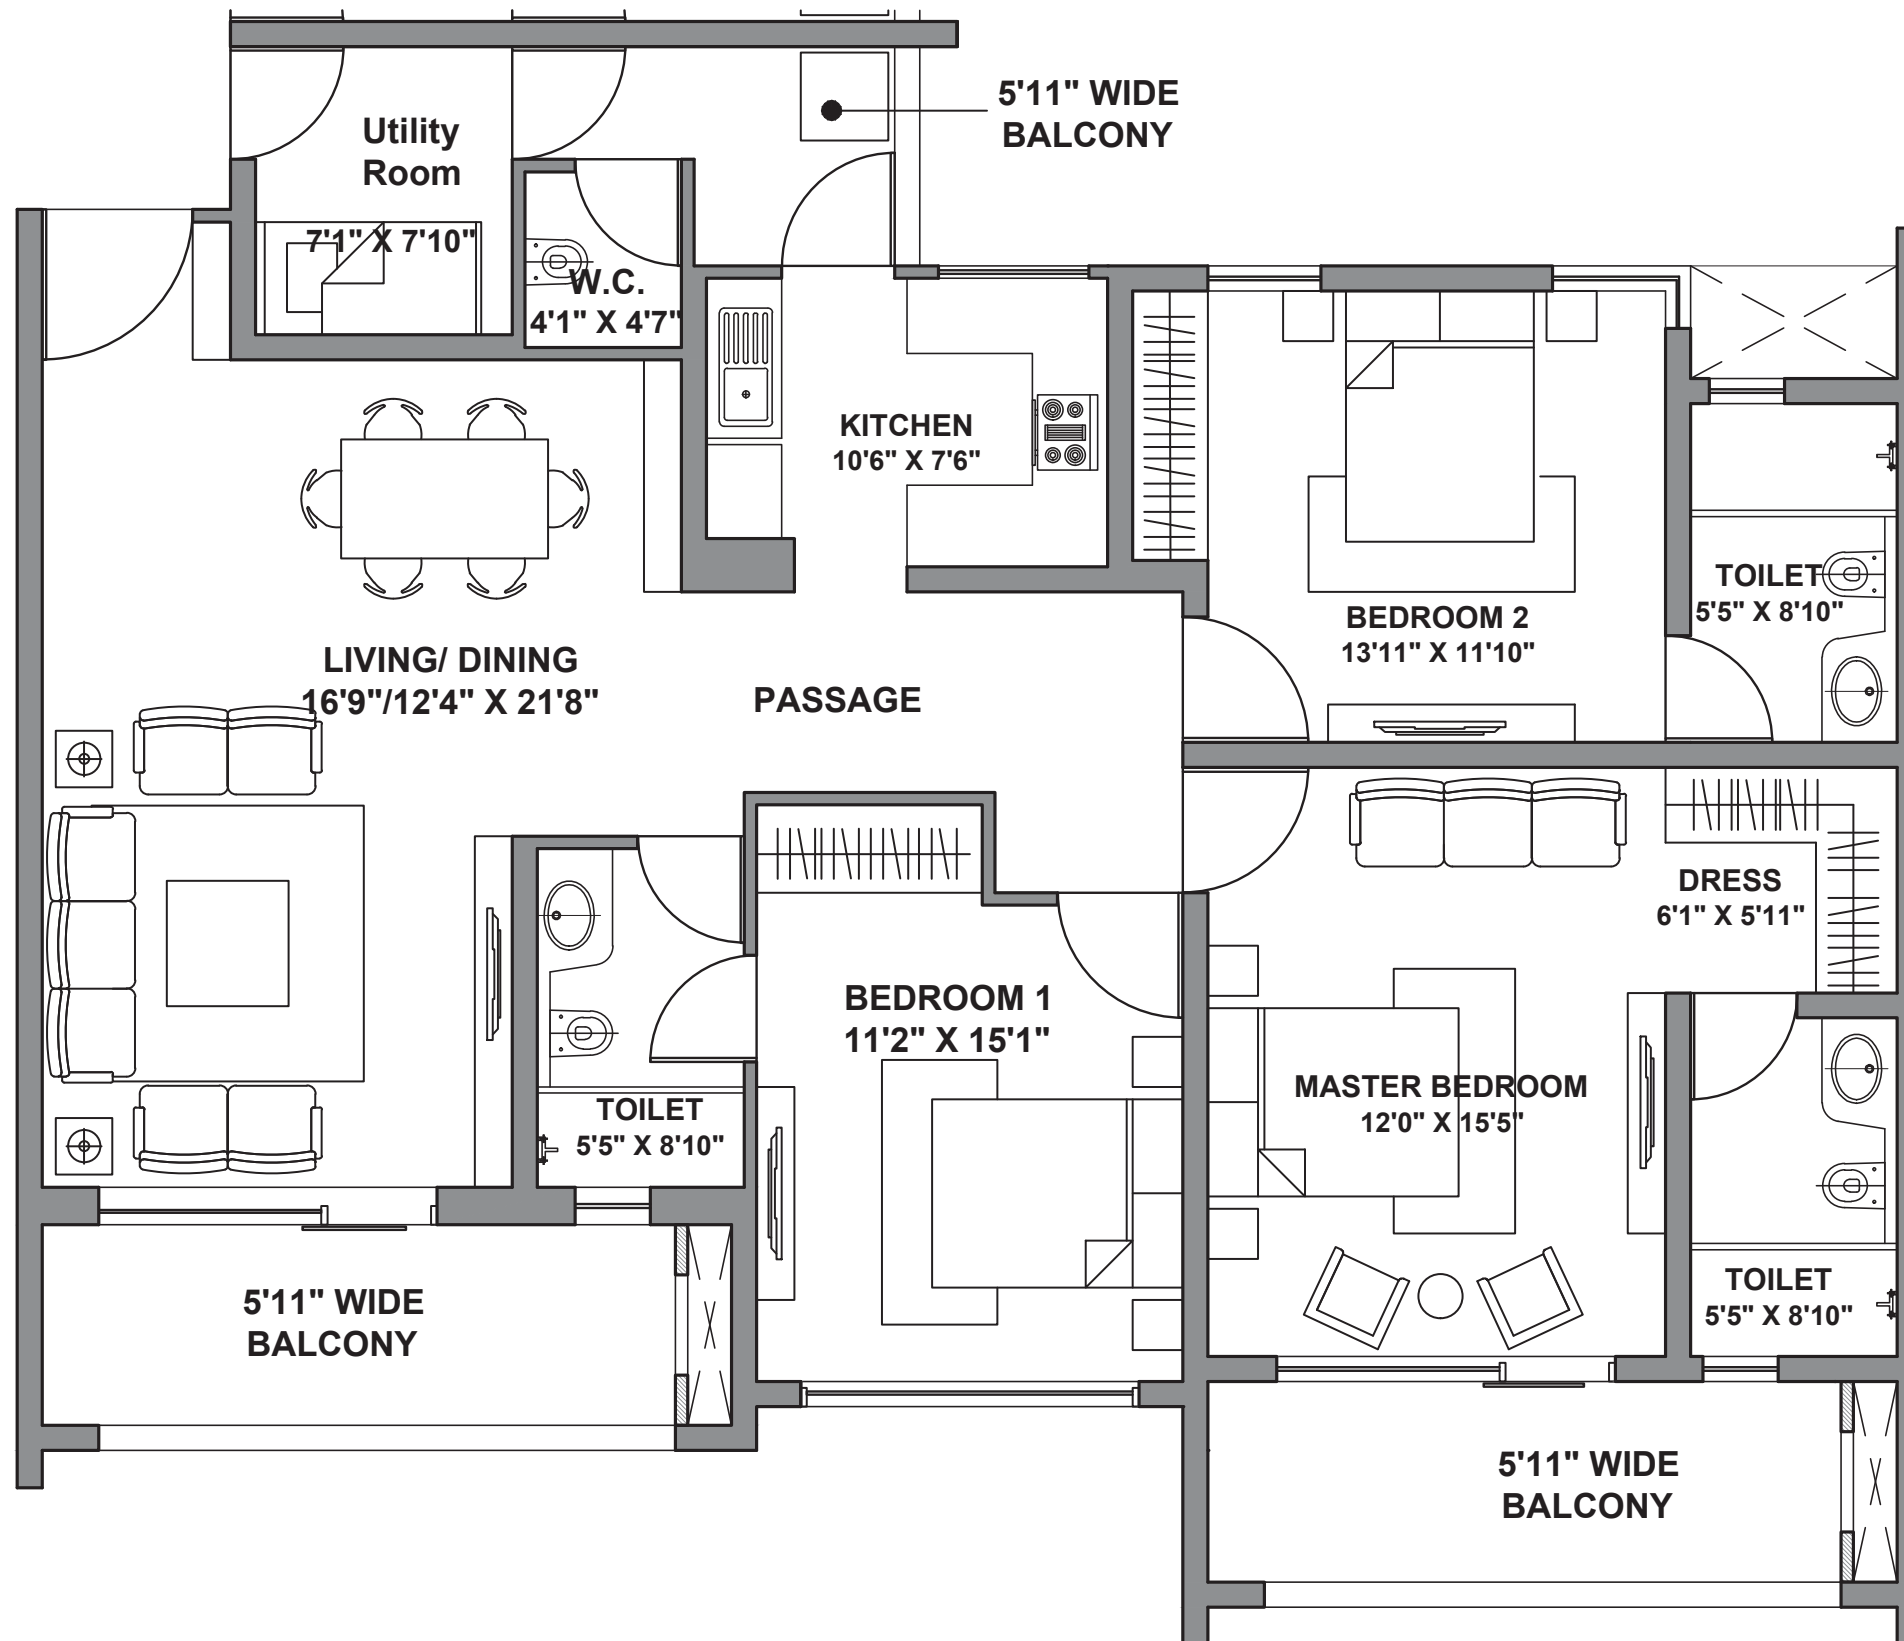 5'11" WIDE
BALCONY
Utility
Room
7'1" X 7'10"
W.C.
4'1" X 4'7"
KITCHEN
10'6" X 7'6"
TOILET
5'5" X 8'10"
BEDROOM 2
13'11" X 11'10"
LIVING/ DINING
16'9"/12'4" X 21'8"
PASSAGE
DRESS
6'1" X 5'11"
BEDROOM 1
11'2" X 15'1"
MASTER BEDROOM
12'0" X 15'5"
TOILET
5'5" X 8'10"
TOILET
5'5" X 8'10"
5'11" WIDE
BALCONY
5'11" WIDE
BALCONY